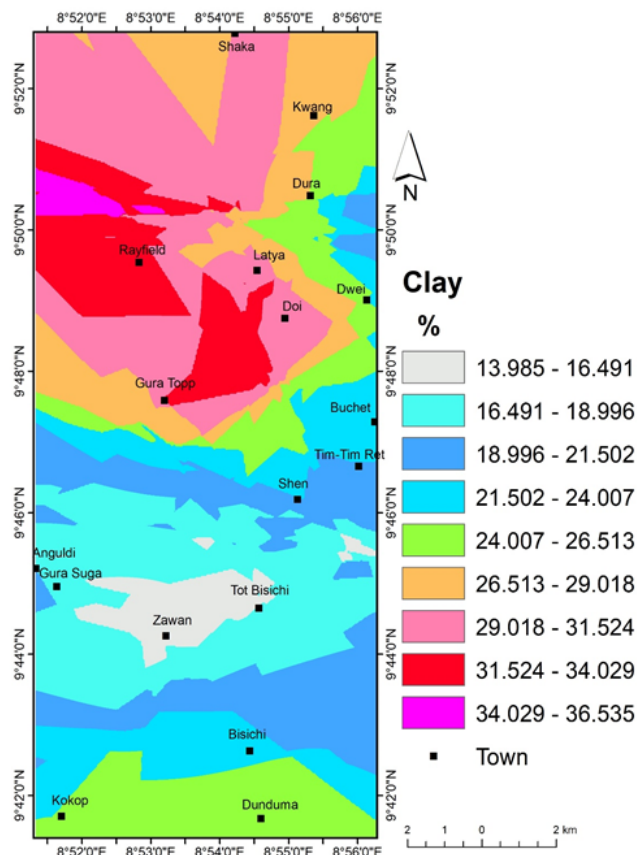 8°52'0"E 8°53'0"E 8°54'0"E 8°55'0"E 8°56'0"E
Shaka
9°52'0"N 9°52'0"N
Kwang
N
Dura
9°50'0"N 9°50'0"N
Rayfield
Latya
Dwei
Doi
9°48'0"N 9°48'0"N
Gura Topp
Buchet
Tim-Tim Ret
Shen
9°46'0"N 9°46'0"N
Anguldi
Gura Suga
Tot Bisichi
Zawan
9°44'0"N 9°44'0"N
Bisichi
9°42'0"N 9°42'0"N
Kokop
Dunduma
8°52'0"E 8°53'0"E 8°54'0"E 8°55'0"E 8°56'0"E
Clay
%
13.985 - 16.491
16.491 - 18.996
18.996 - 21.502
21.502 - 24.007
24.007 - 26.513
26.513 - 29.018
29.018 - 31.524
31.524 - 34.029
34.029 - 36.535
Town
2 1 0 2 km